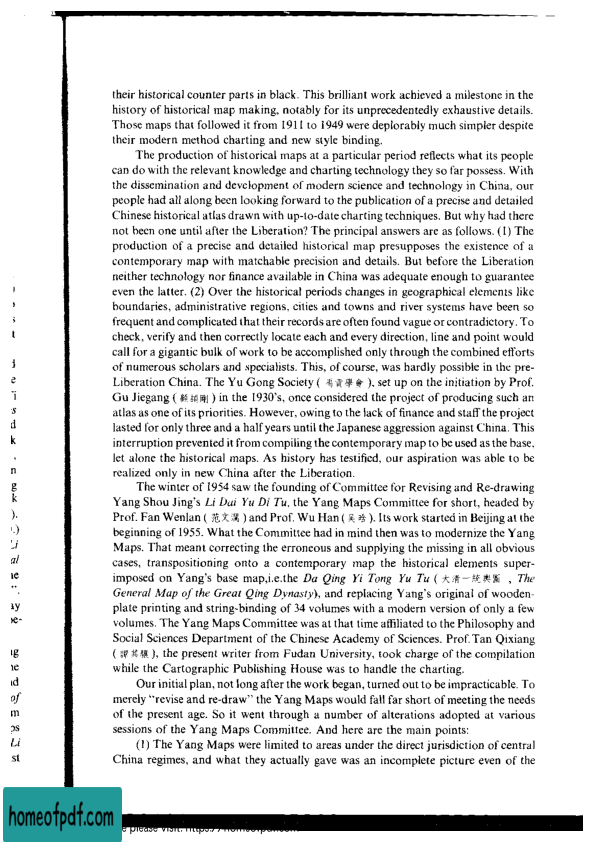 their historical counter parts in black. This brilliant work achieved a milestone in the
history of historical map making, notably for its unprecedentedly exhaustive details.
Those maps that followed it from 1911 to 1949 were deplorably much simpler despite
their modern method charting and new style binding.
The production of historical maps at a particular period reflects what its people
can do with the relevant knowledge and charting technology they so far possess. With
the dissemination and development of modern science and technology in China, our
people had all along been looking forward to the publication of a precise and detailed
Chinese historical atlas drawn with up-to-date charting techniques. But why had there
not been one until after the Liberation? The principal answers are as follows. (1) The
production of a precise and detailed historical map presupposes the existence of a
contemporary map with matchable precision and details. But before the Liberation
neither technology nor finance available in China was adequate enough to guarantee
even the latter. (2) Over the historical periods changes in geographical elements like
boundaries, administrative regions, cities and towns and river systems have been so
frequent and complicated that their records are often found vague or contradictory. To
check, verify and then correctly locate each and every direction, line and point would
call for a gigantic bulk of work to be accomplished only through the combined efforts
of numerous scholars and specialists. This, of course, was hardly possible in the pre-
Liberation China. The Yu Gong Society ( 禹貢學會 ), set up on the initiation by Prof.
Gu Jiegang ( 顧頡剛 ) in the 1930's, once considered the project of producing such an
atlas as one of its priorities. However, owing to the lack of finance and staff the project
lasted for only three and a half years until the Japanese aggression against China. This
interruption prevented it from compiling the contemporary map to be used as the base,
let alone the historical maps. As history has testified, our aspiration was able to be
realized only in new China after the Liberation.
The winter of 1954 saw the founding of Committee for Revising and Re-drawing
Yang Shou Jing's Li Dai Yu Di Tu, the Yang Maps Committee for short, headed by
Prof. Fan Wenlan ( 范文瀾 ) and Prof. Wu Han ( 吴晗 ). Its work started in Beijing at the
beginning of 1955. What the Committee had in mind then was to modernize the Yang
Maps. That meant correcting the erroneous and supplying the missing in all obvious
cases, transpositioning onto a contemporary map the historical elements super-
imposed on Yang's base map,i.e.the Da Qing Yi Tong Yu Tu ( 大清一統輿圖 , The
General Map of the Great Qing Dynasty), and replacing Yang's original of wooden-
plate printing and string-binding of 34 volumes with a modern version of only a few
volumes. The Yang Maps Committee was at that time affiliated to the Philosophy and
Social Sciences Department of the Chinese Academy of Sciences. Prof.Tan Qixiang
( 譚其驤 ), the present writer from Fudan University, took charge of the compilation
while the Cartographic Publishing House was to handle the charting.
Our initial plan, not long after the work began, turned out to be impracticable. To
merely "revise and re-draw" the Yang Maps would fall far short of meeting the needs
of the present age. So it went through a number of alterations adopted at various
sessions of the Yang Maps Committee. And here are the main points:
(1) The Yang Maps were limited to areas under the direct jurisdiction of central
China regimes, and what they actually gave was an incomplete picture even of the
homeofpdf.com